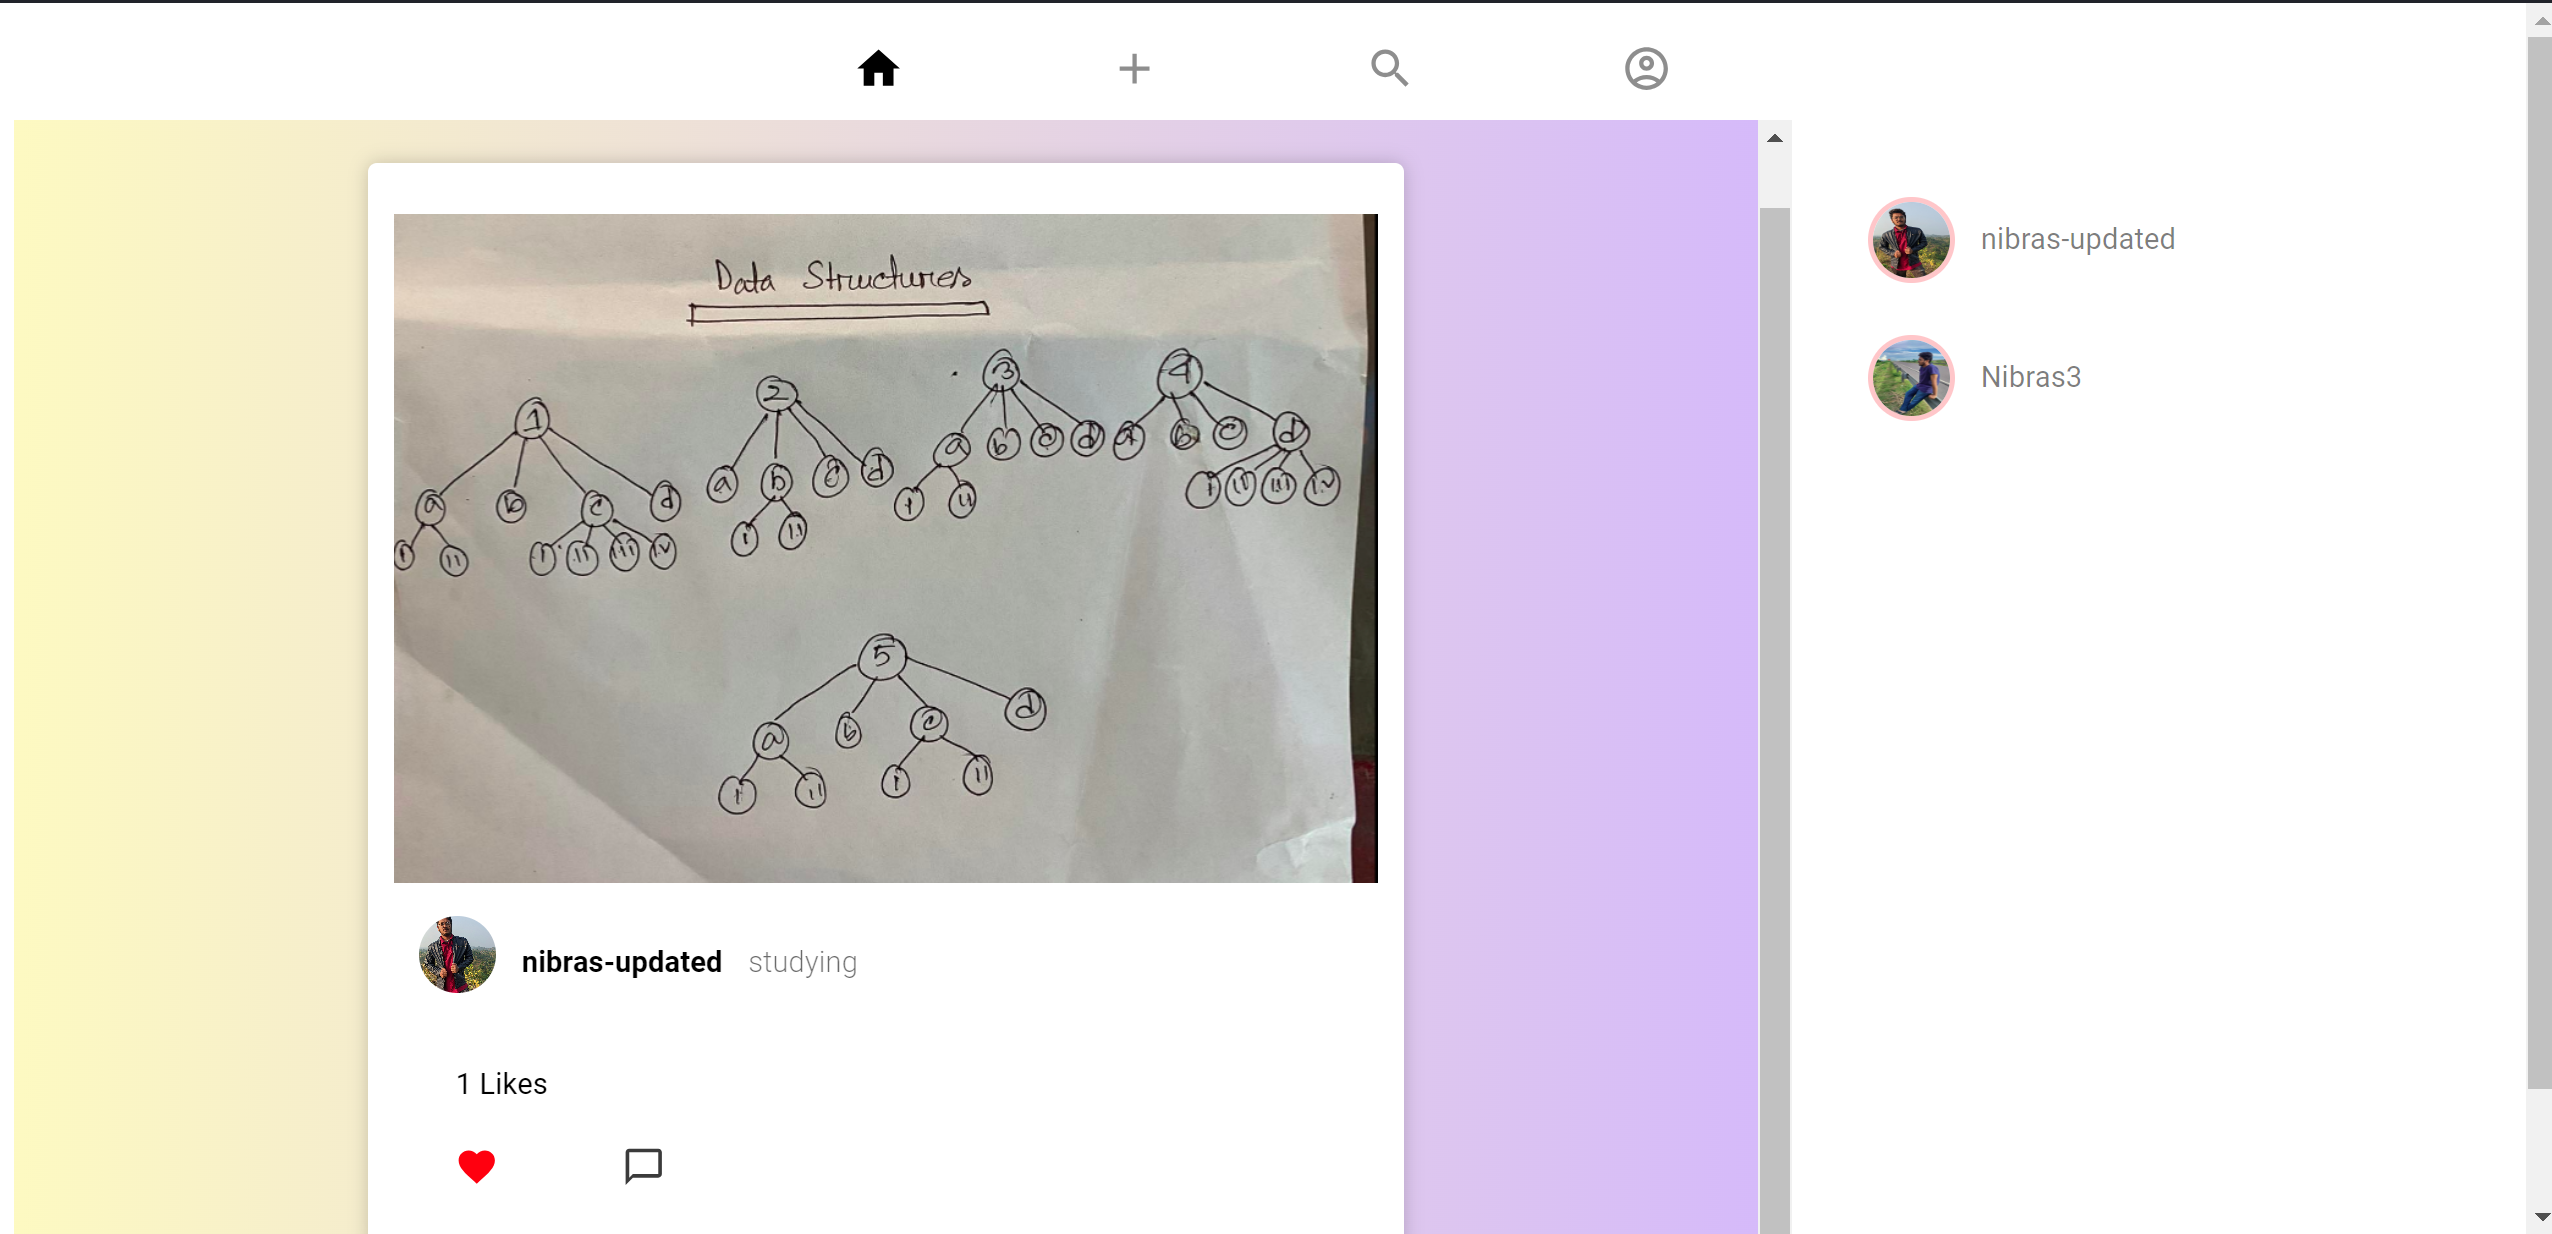 Data Structures
1 2 3 4
a b c d a b c d a b c d a b c d
i ii i ii iii iv i ii i ii i ii iii iv
5
a b c d
i ii i ii
nibras-updated studying
1 Likes
nibras-updated
Nibras3